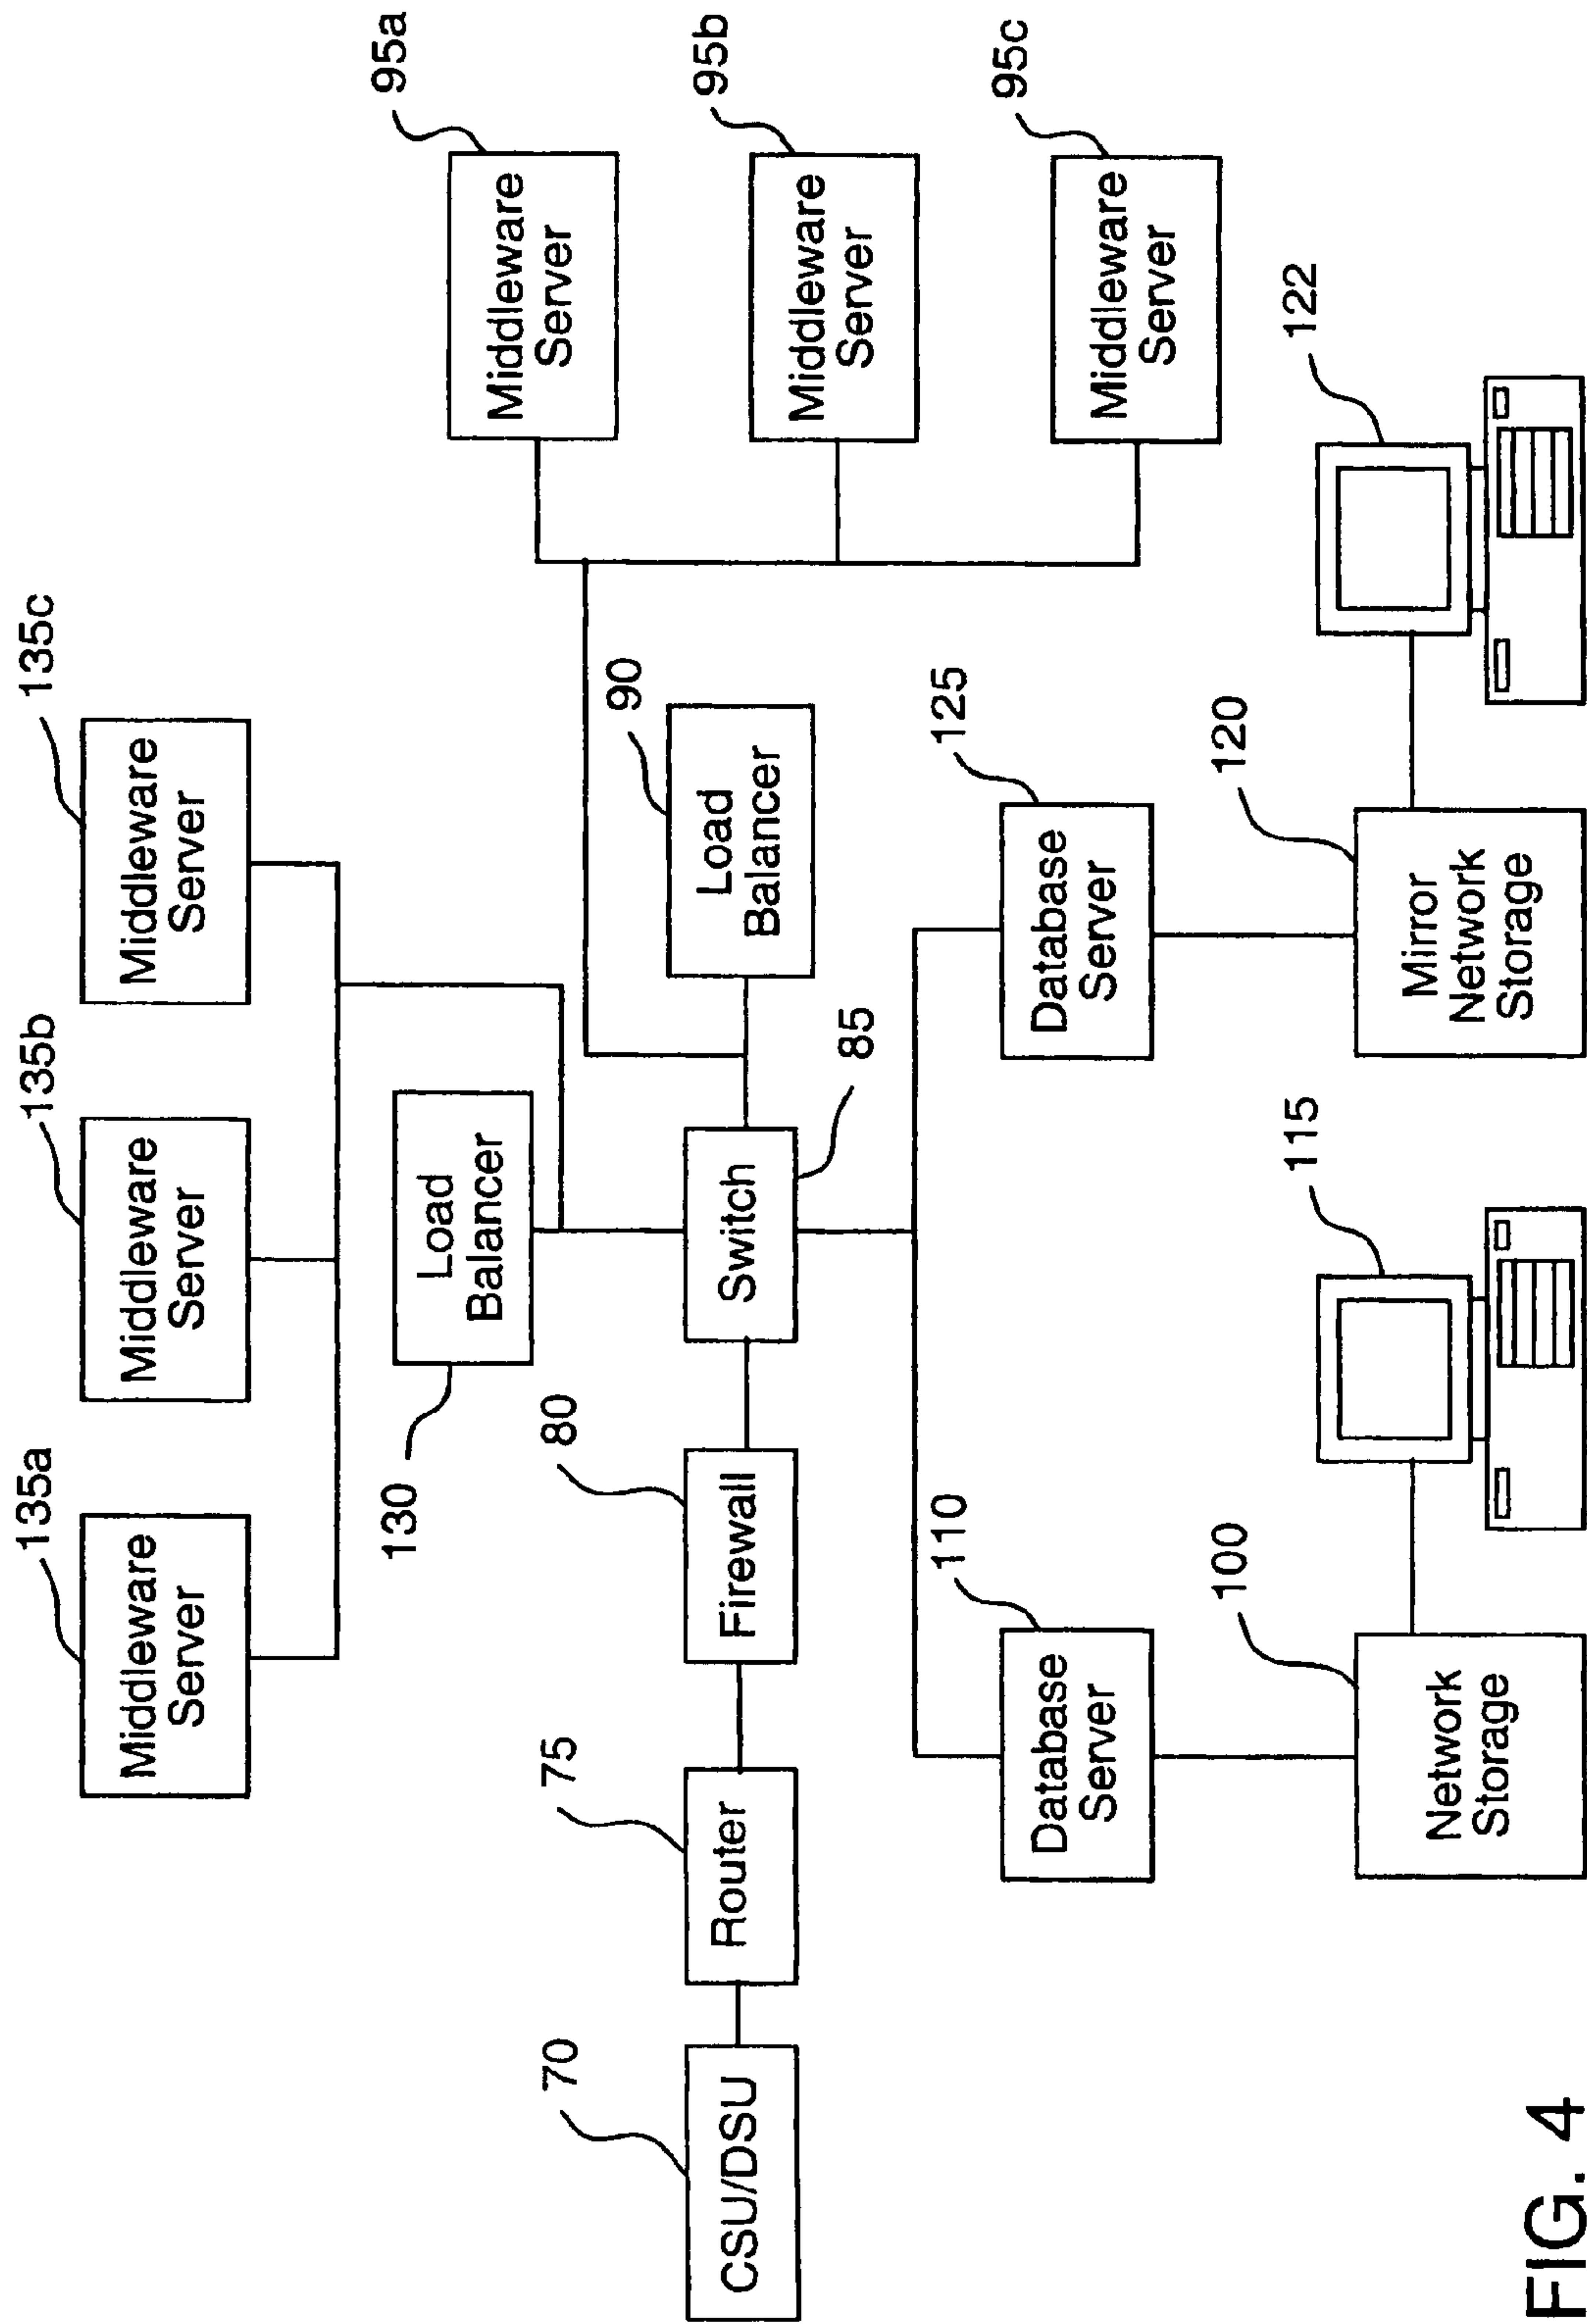 135a
135b
135c
Middleware
Server
Middleware
Server
Middleware
Server
95a
Middleware
Server
130
Load
Balancer
90
Load
Balancer
95b
Middleware
Server
70
CSU/DSU
75
Router
80
Firewall
Switch
85
95c
Middleware
Server
110
Database
Server
125
Database
Server
100
Network
Storage
115
120
Mirror
Network
Storage
122
FIG. 4